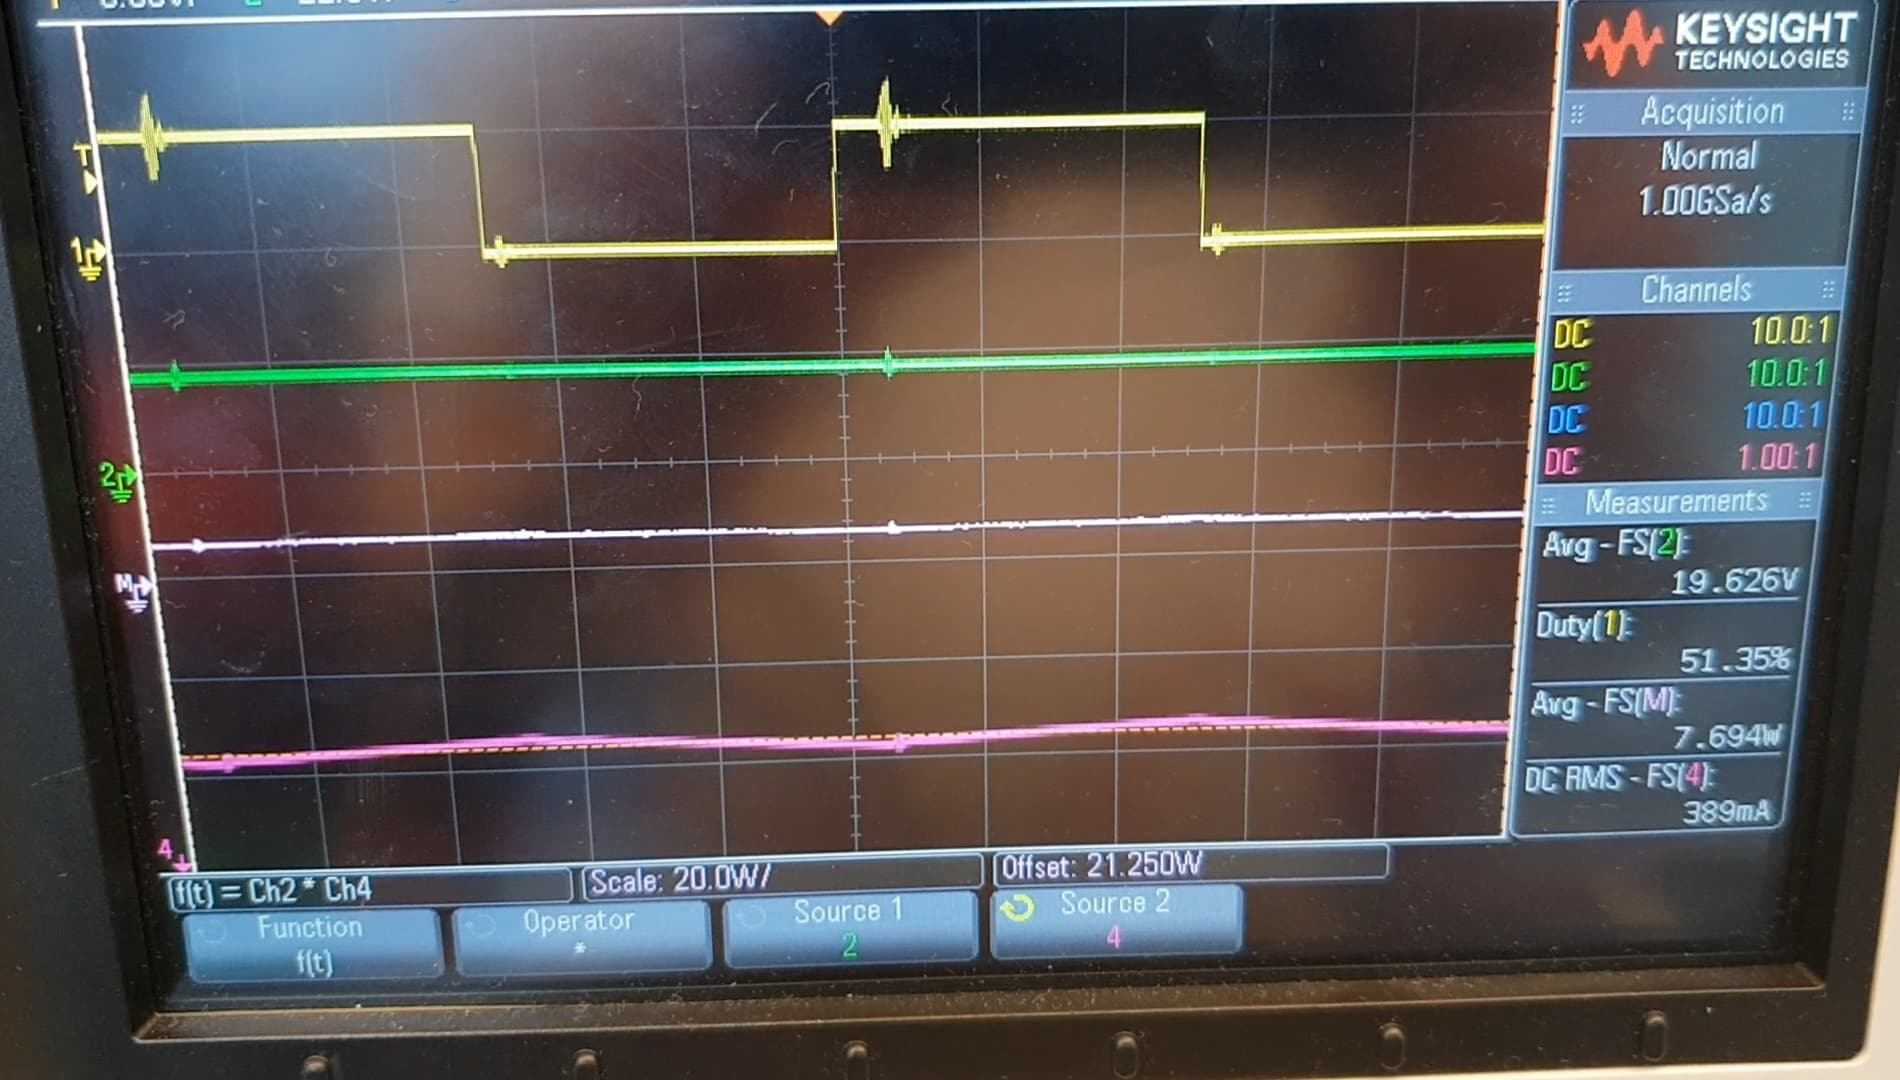 KEYSIGHT
TECHNOLOGIES
Acquisition
Normal
1.00GSa/s
Channels
DC 10.0:1
DC 10.0:1
DC 10.0:1
DC 1.00:1
Measurements
Avg - FS(2):
19.626V
Duty(1):
51.35%
Avg - FS(M):
7.694W
DC RMS - FS(4):
389mA
T
1
2
M
4
f(t) = Ch2 * Ch4
Scale: 20.0W/
Offset: 21.250W
Function
f(t)
Operator
*
Source 1
2
Source 2
4